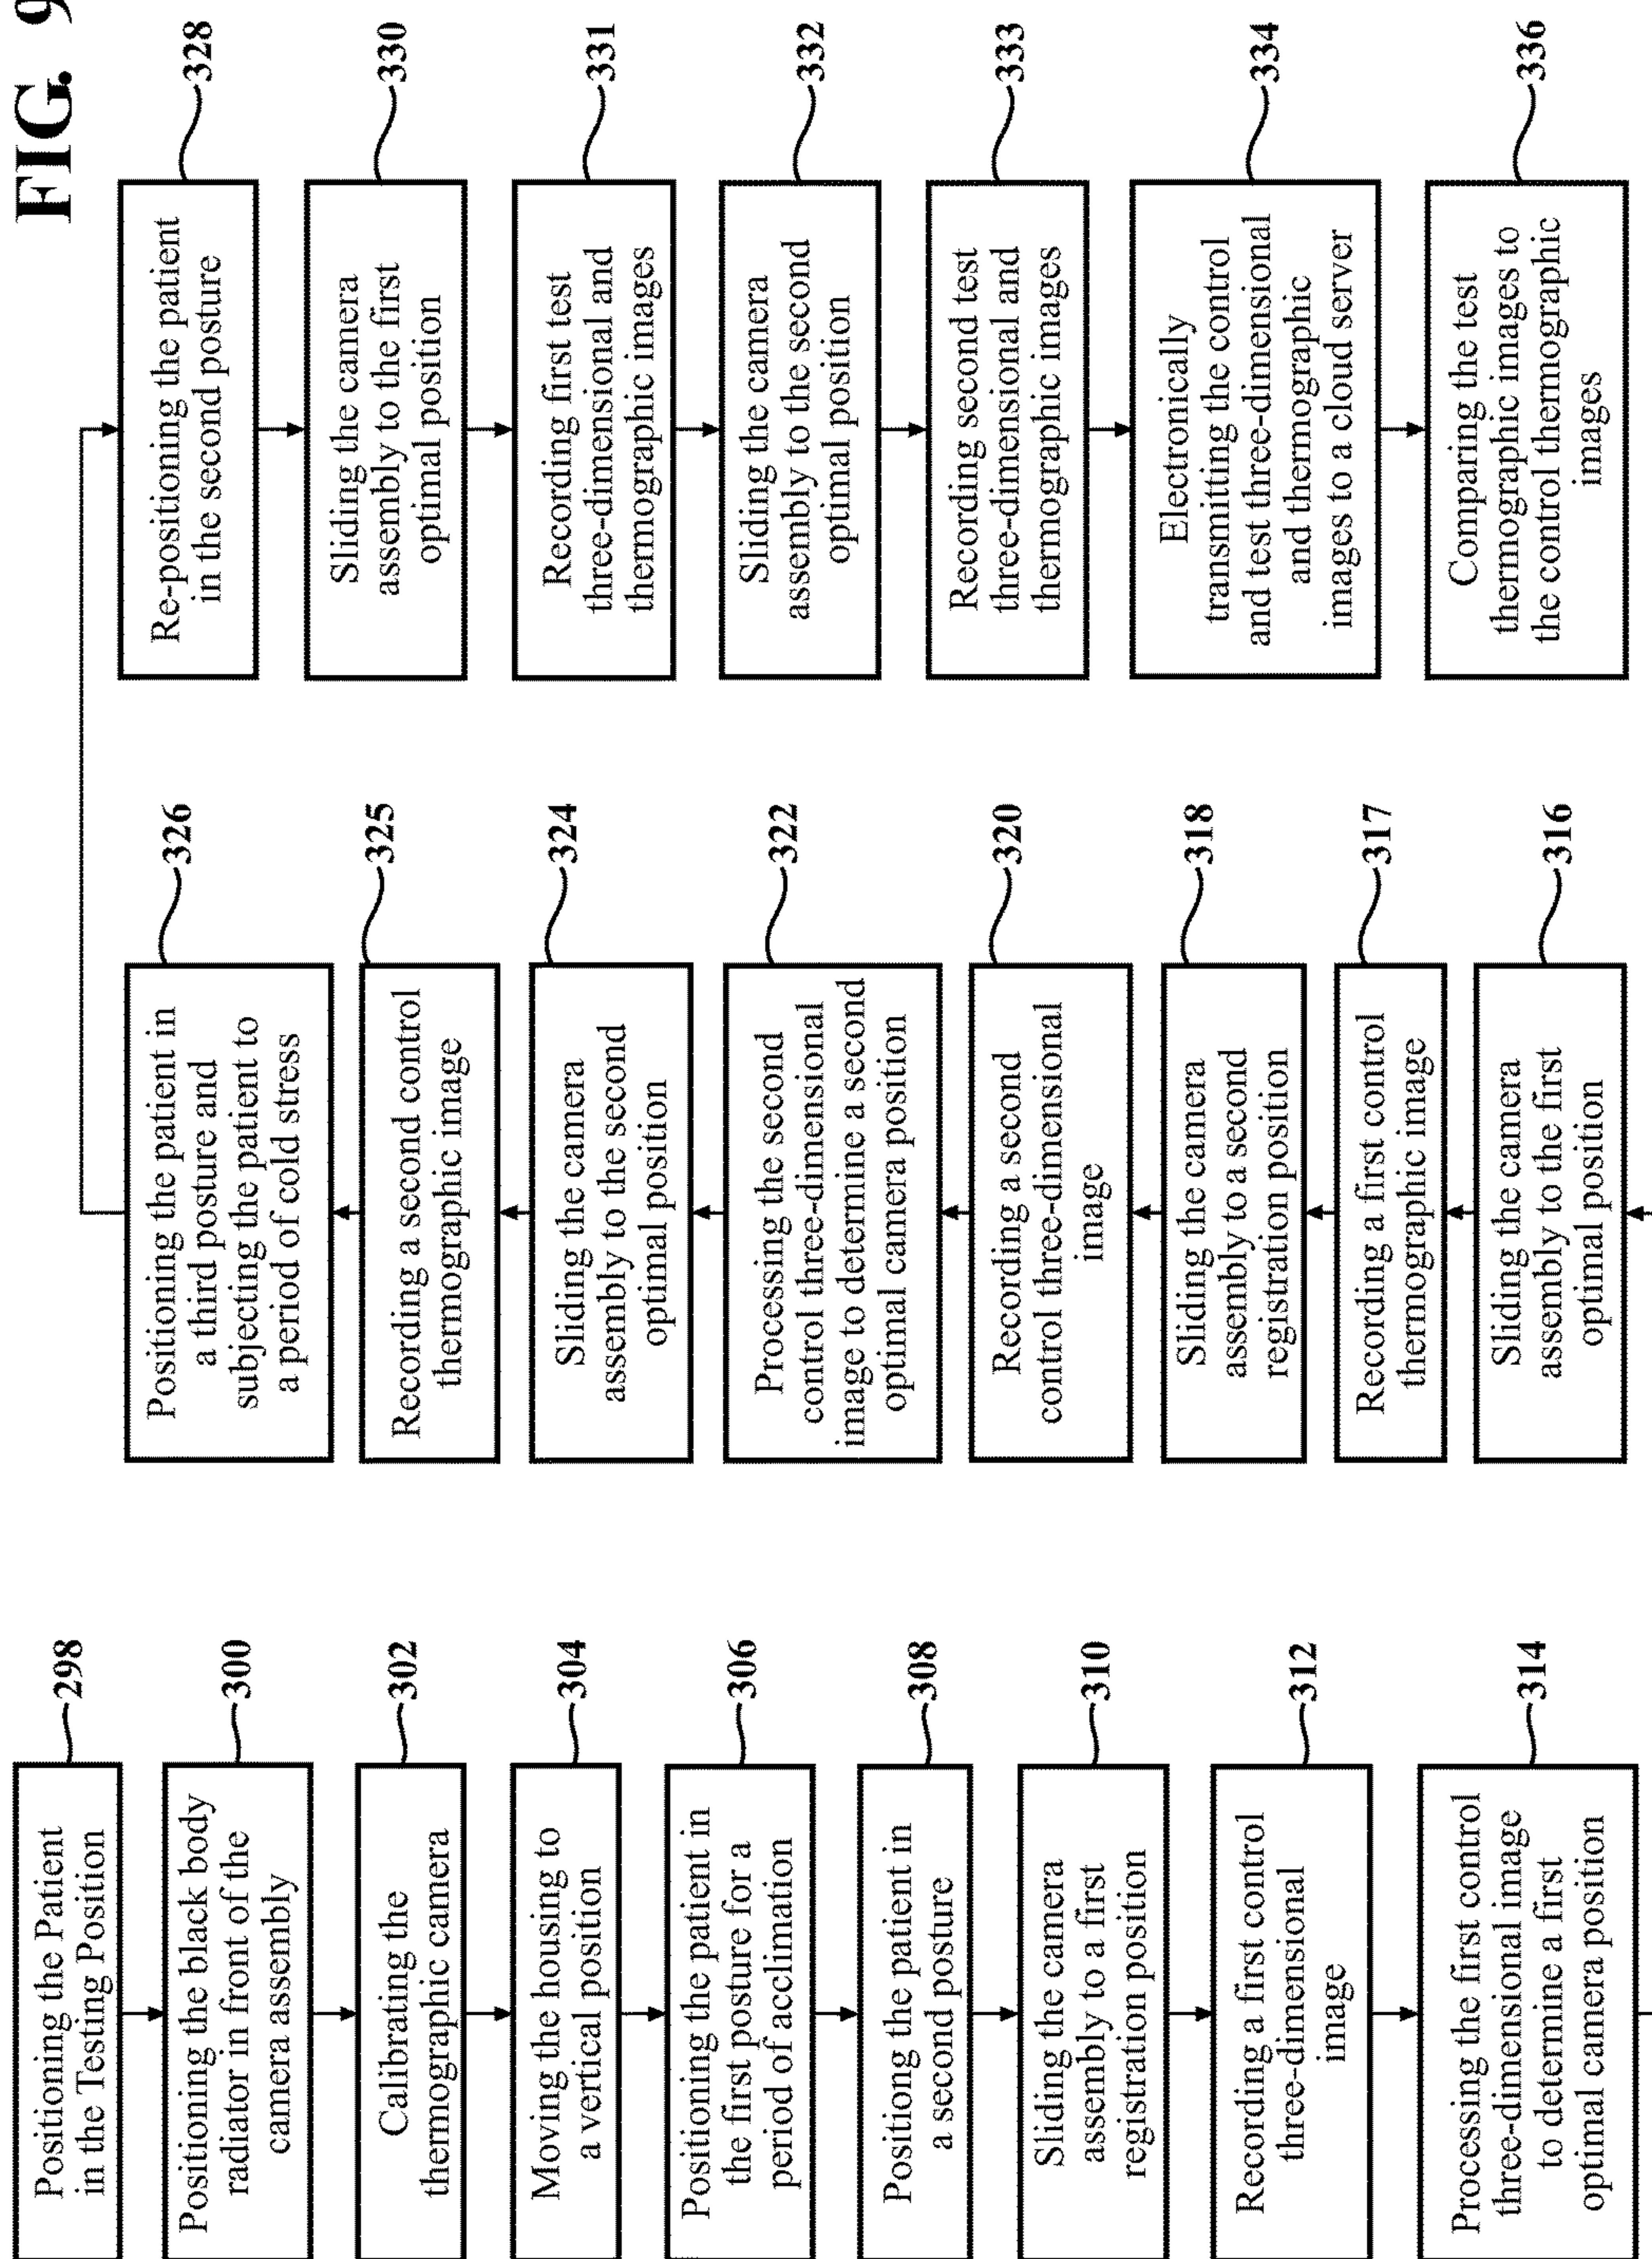 FIG. 9
Positioning the Patient
in the Testing Position
298
Positioning the black body
radiator in front of the
camera assembly
300
Calibrating the
thermographic camera
302
Moving the housing to
a vertical position
304
Positioning the patient in
the first posture for a
period of acclimation
306
Positiong the patient in
a second posture
308
Sliding the camera
assembly to a first
registration position
310
Recording a first control
three-dimensional
image
312
Processing the first control
three-dimensional image
to determine a first
optimal camera position
314
Sliding the camera
assembly to the first
optimal position
316
Recording a first control
thermographic image
317
Sliding the camera
assembly to a second
registration position
318
Recording a second
control three-dimensional
image
320
Processing the second
control three-dimensional
image to determine a second
optimal camera position
322
Sliding the camera
assembly to the second
optimal position
324
Recording a second control
thermographic image
325
Positioning the patient in
a third posture and
subjecting the patient to
a period of cold stress
326
Re-positioning the patient
in the second posture
328
Sliding the camera
assembly to the first
optimal position
330
Recording first test
three-dimensional and
thermographic images
331
Sliding the camera
assembly to the second
optimal position
332
Recording second test
three-dimensional and
thermographic images
333
Electronically
transmitting the control
and test three-dimensional
and thermographic
images to a cloud server
334
Comparing the test
thermographic images to
the control thermographic
images
336